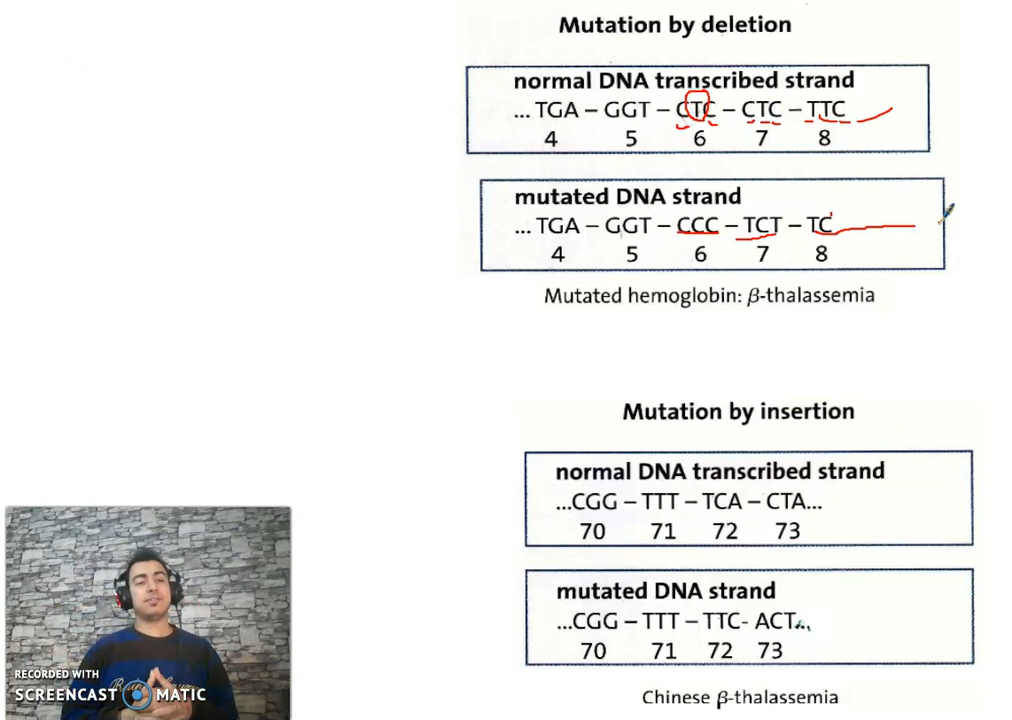 Mutation by deletion
normal DNA transcribed strand
... TGA – GGT – CTC – CTC – TTC
4 5 6 7 8
mutated DNA strand
... TGA – GGT – CCC – TCT – TC
4 5 6 7 8
Mutated hemoglobin: β-thalassemia
Mutation by insertion
normal DNA transcribed strand
...CGG – TTT – TCA – CTA...
70 71 72 73
mutated DNA strand
...CGG – TTT – TTC- ACT...
70 71 72 73
Chinese β-thalassemia
RECORDED WITH
SCREENCAST MATIC